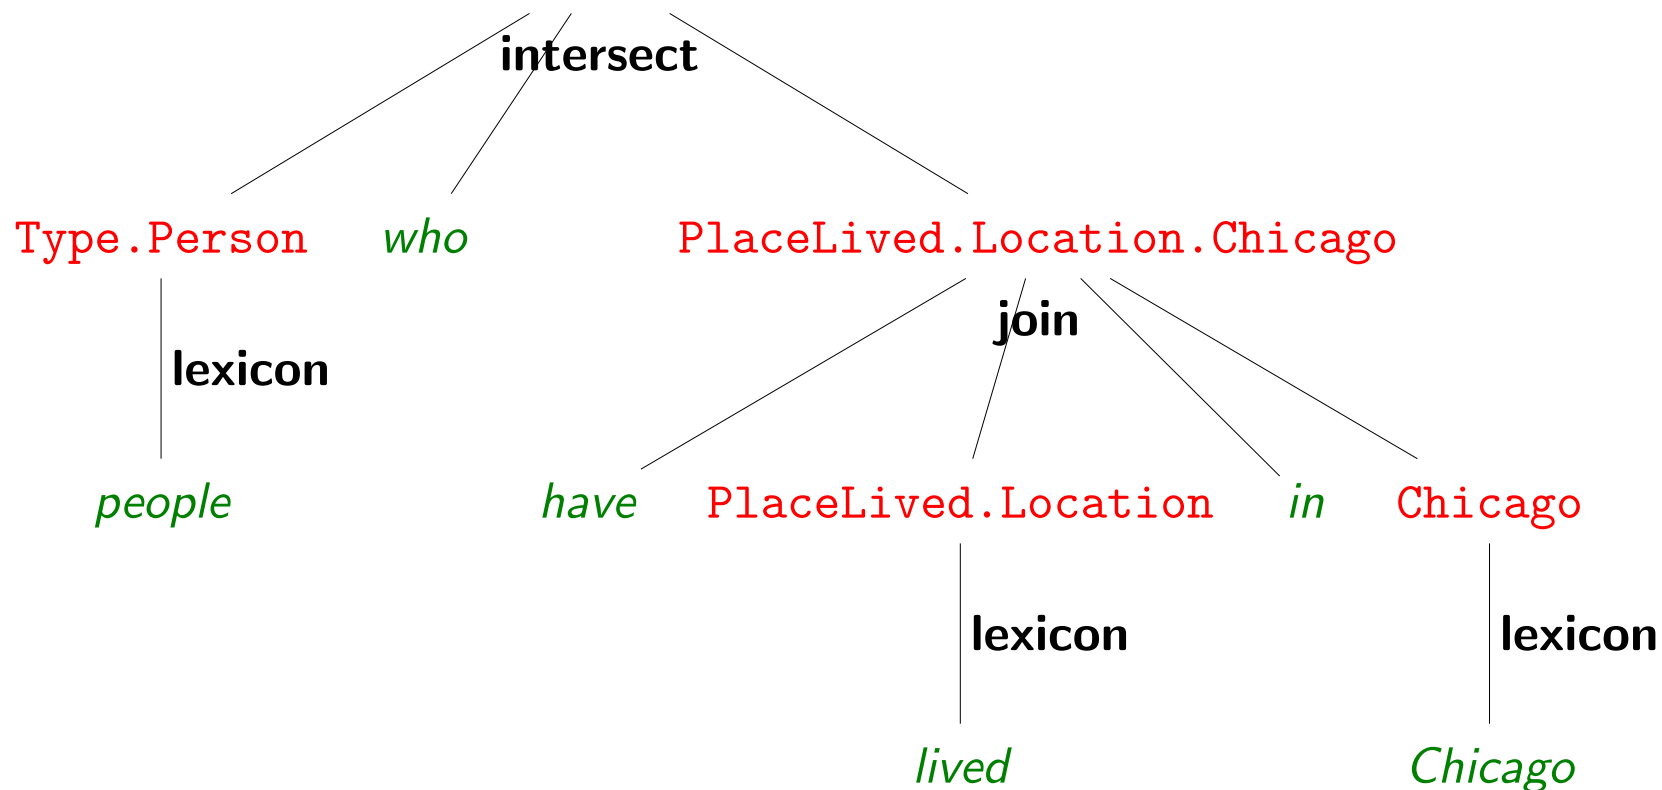 intersect
Type.Person who PlaceLived.Location.Chicago
join
lexicon
people have PlaceLived.Location in Chicago
lexicon lexicon
lived Chicago